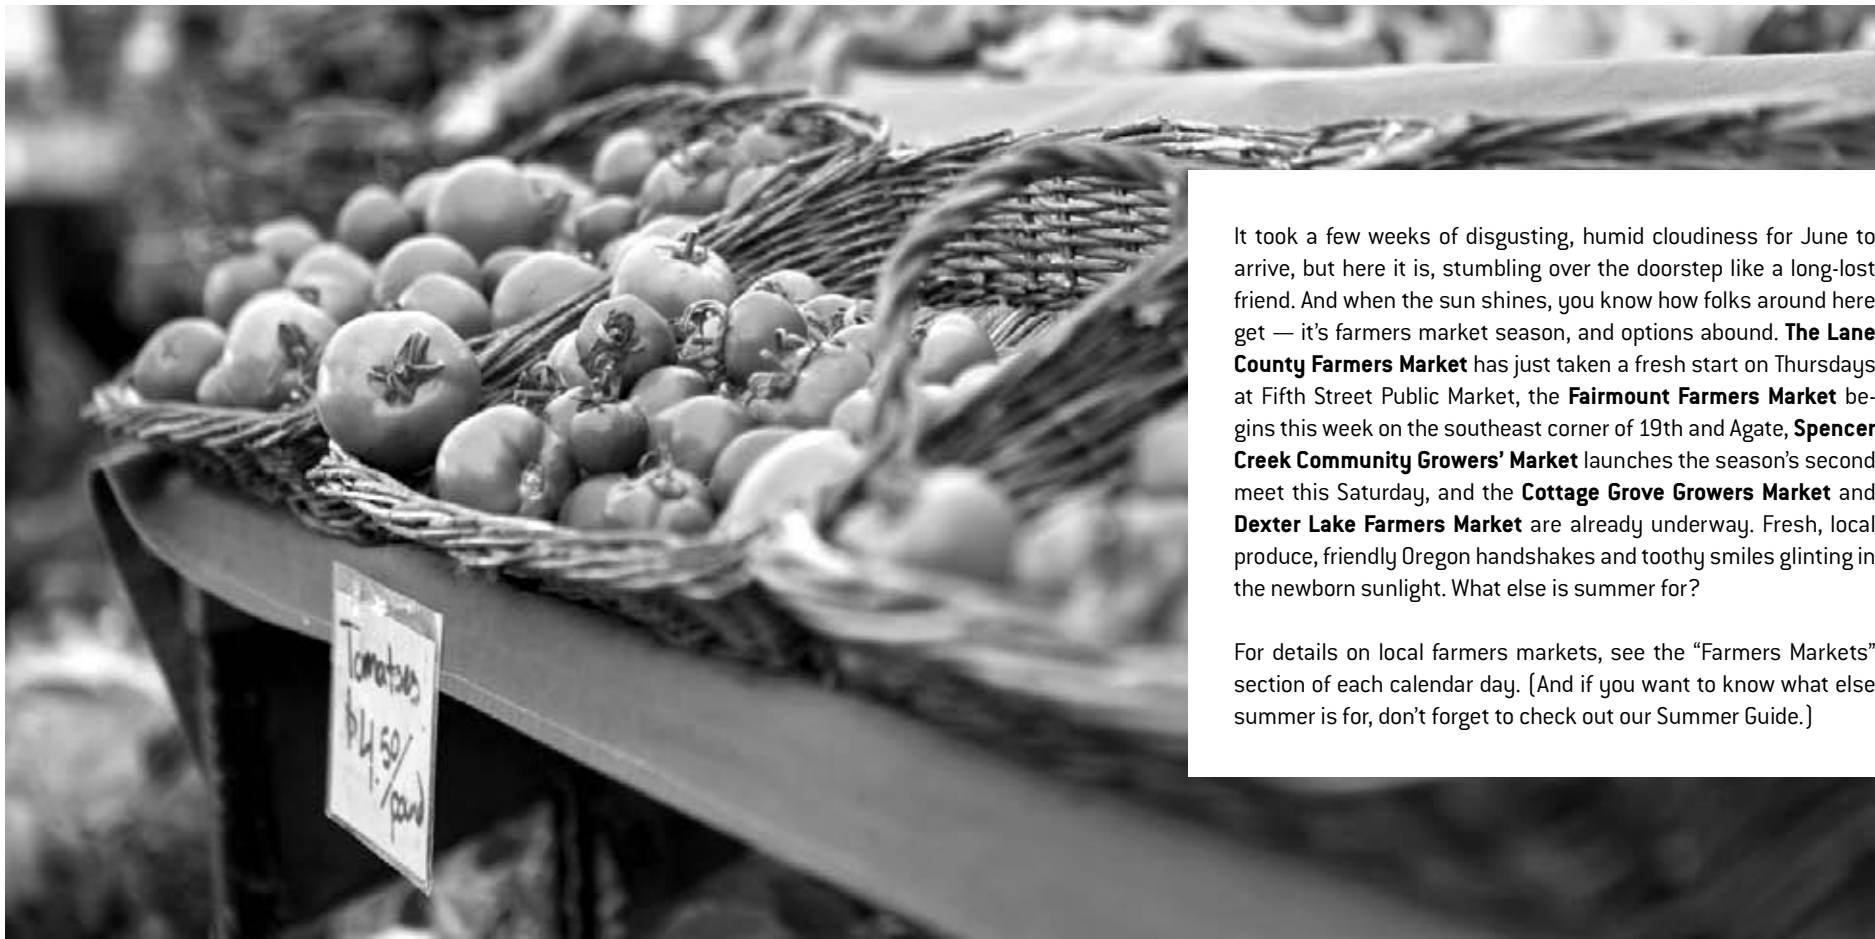 It took a few weeks of disgusting, humid cloudiness for June to
arrive, but here it is, stumbling over the doorstep like a long-lost
friend. And when the sun shines, you know how folks around here
get — it’s farmers market season, and options abound. The Lane
County Farmers Market has just taken a fresh start on Thursdays
at Fifth Street Public Market, the Fairmount Farmers Market be-
gins this week on the southeast corner of 19th and Agate, Spencer
Creek Community Growers’ Market launches the season’s second
meet this Saturday, and the Cottage Grove Growers Market and
Dexter Lake Farmers Market are already underway. Fresh, local
produce, friendly Oregon handshakes and toothy smiles glinting in
the newborn sunlight. What else is summer for?
For details on local farmers markets, see the “Farmers Markets”
section of each calendar day. (And if you want to know what else
summer is for, don’t forget to check out our Summer Guide.)
Tomatoes
$4.50/
pound